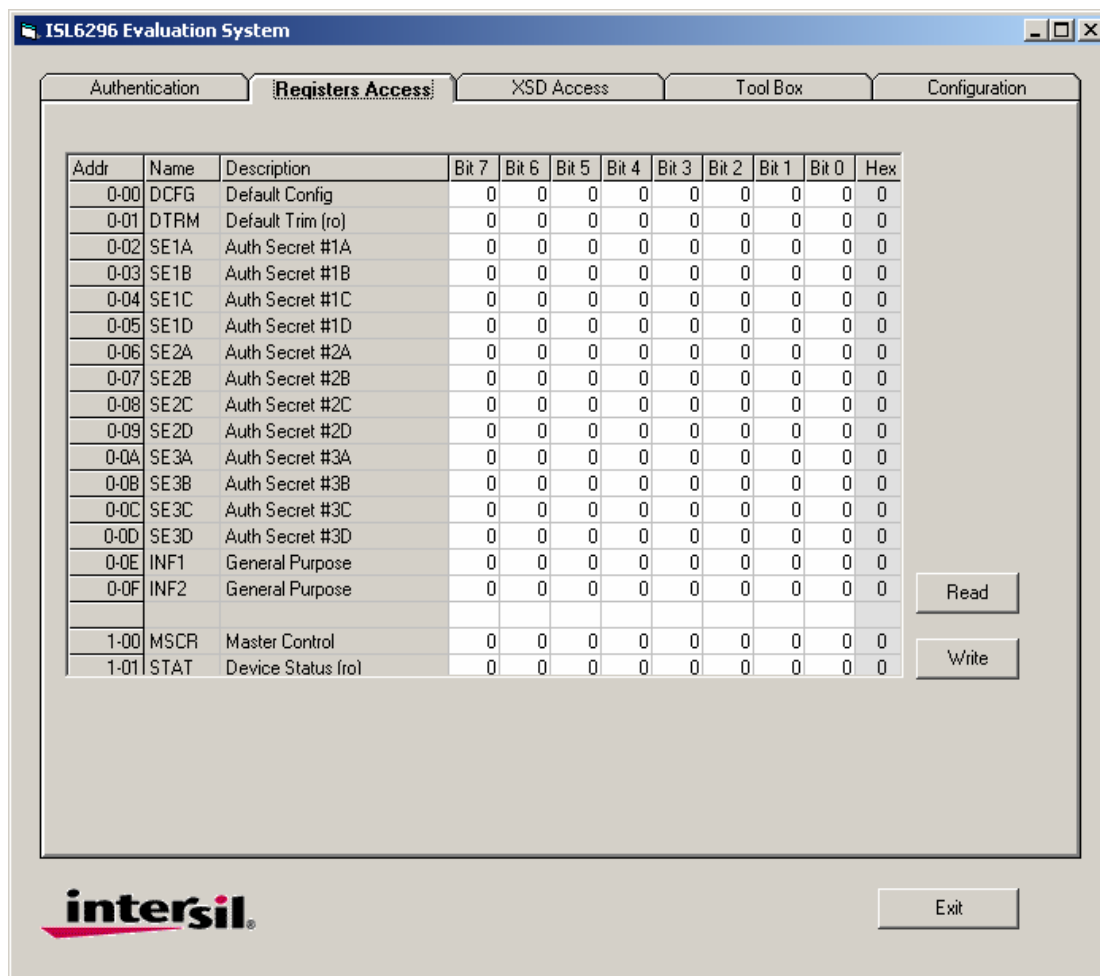 ISL6296 Evaluation System
Authentication Registers Access XSD Access Tool Box Configuration
Addr Name Description Bit 7 Bit 6 Bit 5 Bit 4 Bit 3 Bit 2 Bit 1 Bit 0 Hex
0-00 DCFG Default Config 0 0 0 0 0 0 0 0 0
0-01 DTRM Default Trim (ro) 0 0 0 0 0 0 0 0 0
0-02 SE1A Auth Secret #1A 0 0 0 0 0 0 0 0 0
0-03 SE1B Auth Secret #1B 0 0 0 0 0 0 0 0 0
0-04 SE1C Auth Secret #1C 0 0 0 0 0 0 0 0 0
0-05 SE1D Auth Secret #1D 0 0 0 0 0 0 0 0 0
0-06 SE2A Auth Secret #2A 0 0 0 0 0 0 0 0 0
0-07 SE2B Auth Secret #2B 0 0 0 0 0 0 0 0 0
0-08 SE2C Auth Secret #2C 0 0 0 0 0 0 0 0 0
0-09 SE2D Auth Secret #2D 0 0 0 0 0 0 0 0 0
0-0A SE3A Auth Secret #3A 0 0 0 0 0 0 0 0 0
0-0B SE3B Auth Secret #3B 0 0 0 0 0 0 0 0 0
0-0C SE3C Auth Secret #3C 0 0 0 0 0 0 0 0 0
0-0D SE3D Auth Secret #3D 0 0 0 0 0 0 0 0 0
0-0E INF1 General Purpose 0 0 0 0 0 0 0 0 0
0-0F INF2 General Purpose 0 0 0 0 0 0 0 0 0
Read
1-00 MSCR Master Control 0 0 0 0 0 0 0 0 0
1-01 STAT Device Status (ro) 0 0 0 0 0 0 0 0 0
Write
intersil®
Exit